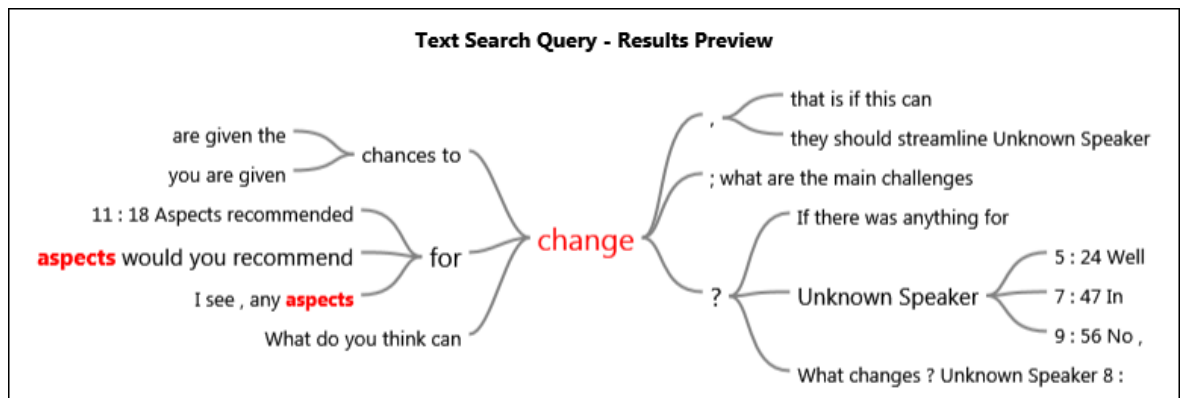 Text Search Query - Results Preview
are given the
you are given
chances to
11 : 18 Aspects recommended
aspects would you recommend
I see , any aspects
for
What do you think can
change
,
that is if this can
they should streamline Unknown Speaker
; what are the main challenges
?
If there was anything for
Unknown Speaker
5 : 24 Well
7 : 47 In
9 : 56 No ,
What changes ? Unknown Speaker 8 :